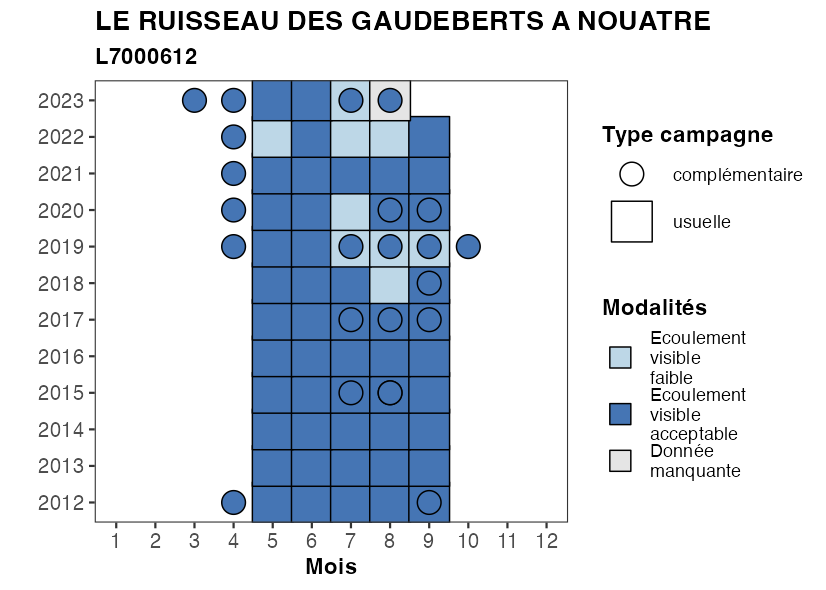 LE RUISSEAU DES GAUDEBERTS A NOUATRE
L7000612
2023
2022
2021
2020
2019
2018
2017
2016
2015
2014
2013
2012
1 2 3 4 5 6 7 8 9 10 11 12
Mois
Type campagne
complémentaire
usuelle
Modalités
Ecoulement
visible
faible
Ecoulement
visible
acceptable
Donnée
manquante